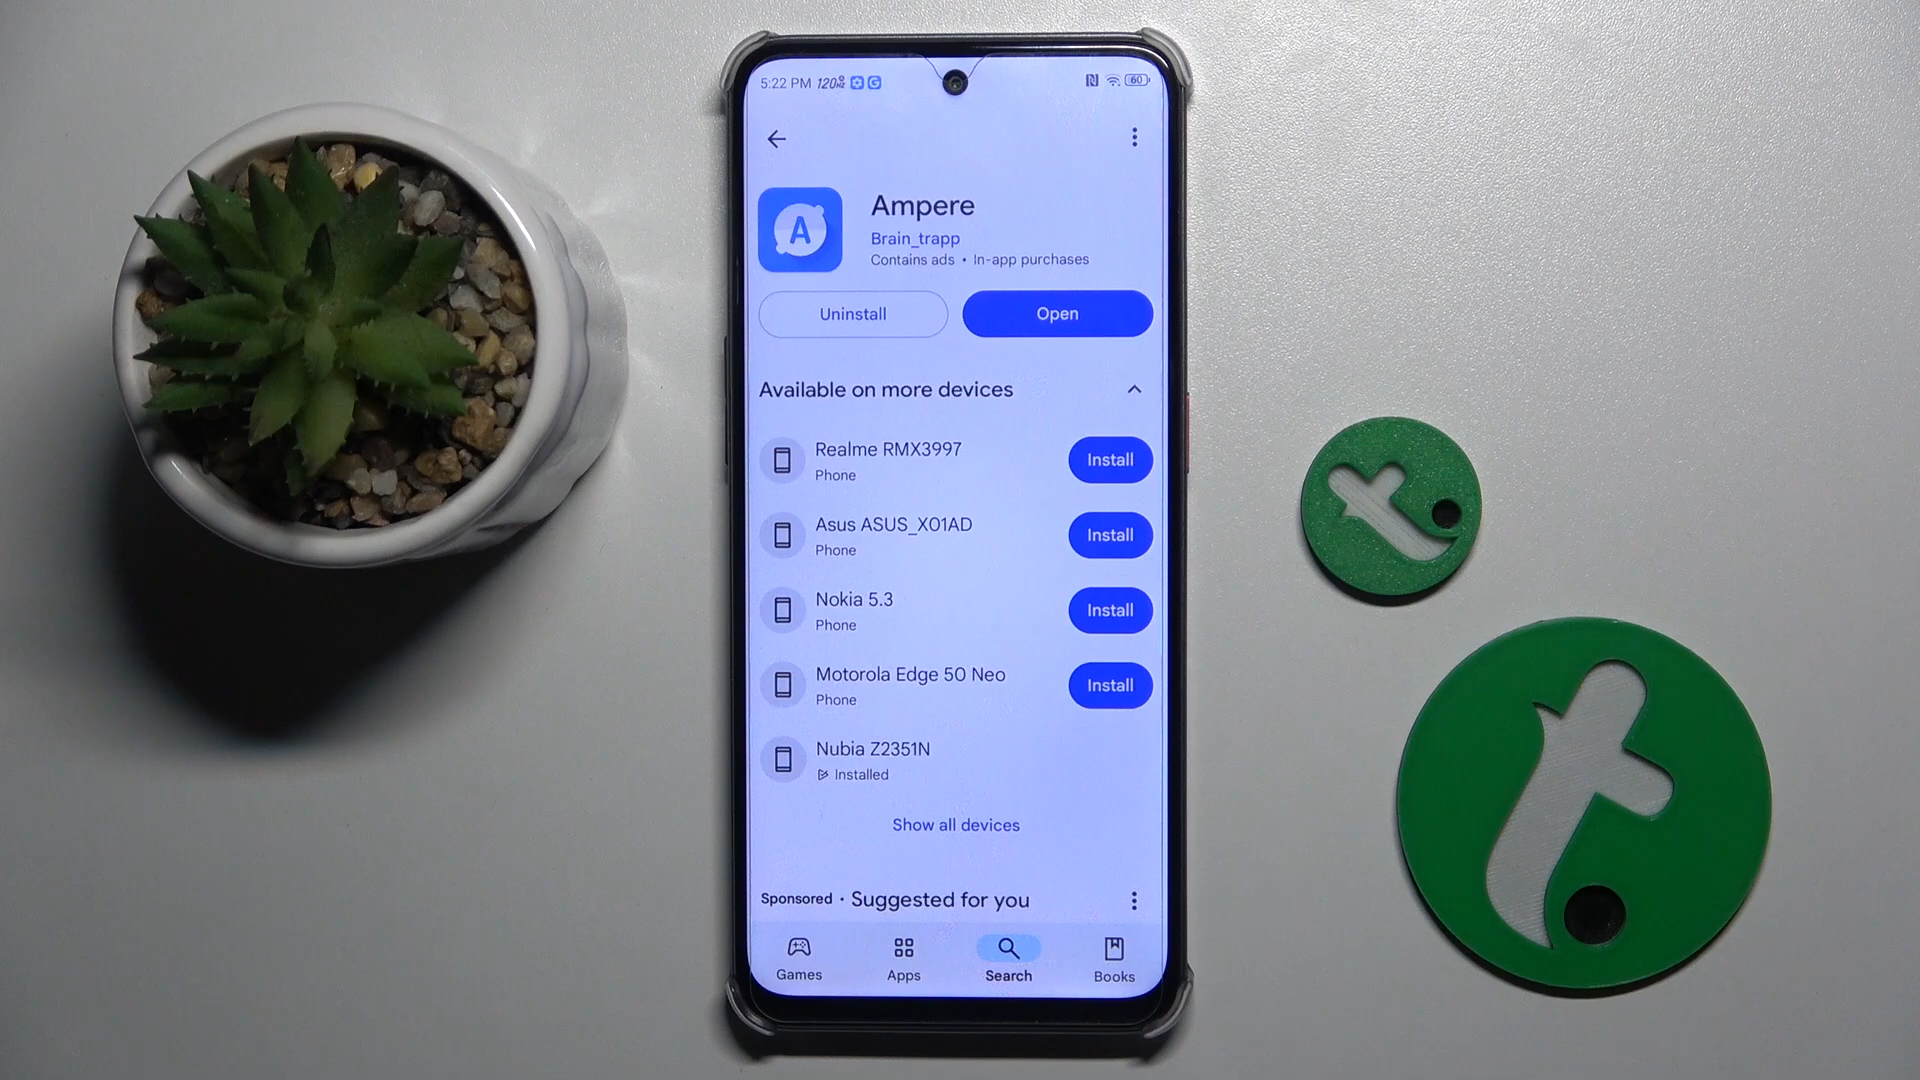 5:22 PM 120Hz G 60
Ampere
A
Brain_trapp
Contains ads • In-app purchases
Uninstall
Open
Available on more devices
Realme RMX3997
Phone
Install
Asus ASUS_X01AD
Phone
Install
Nokia 5.3
Phone
Install
Motorola Edge 50 Neo
Phone
Install
Nubia Z2351N
Installed
Show all devices
Sponsored • Suggested for you
Games
Apps
Search
Books